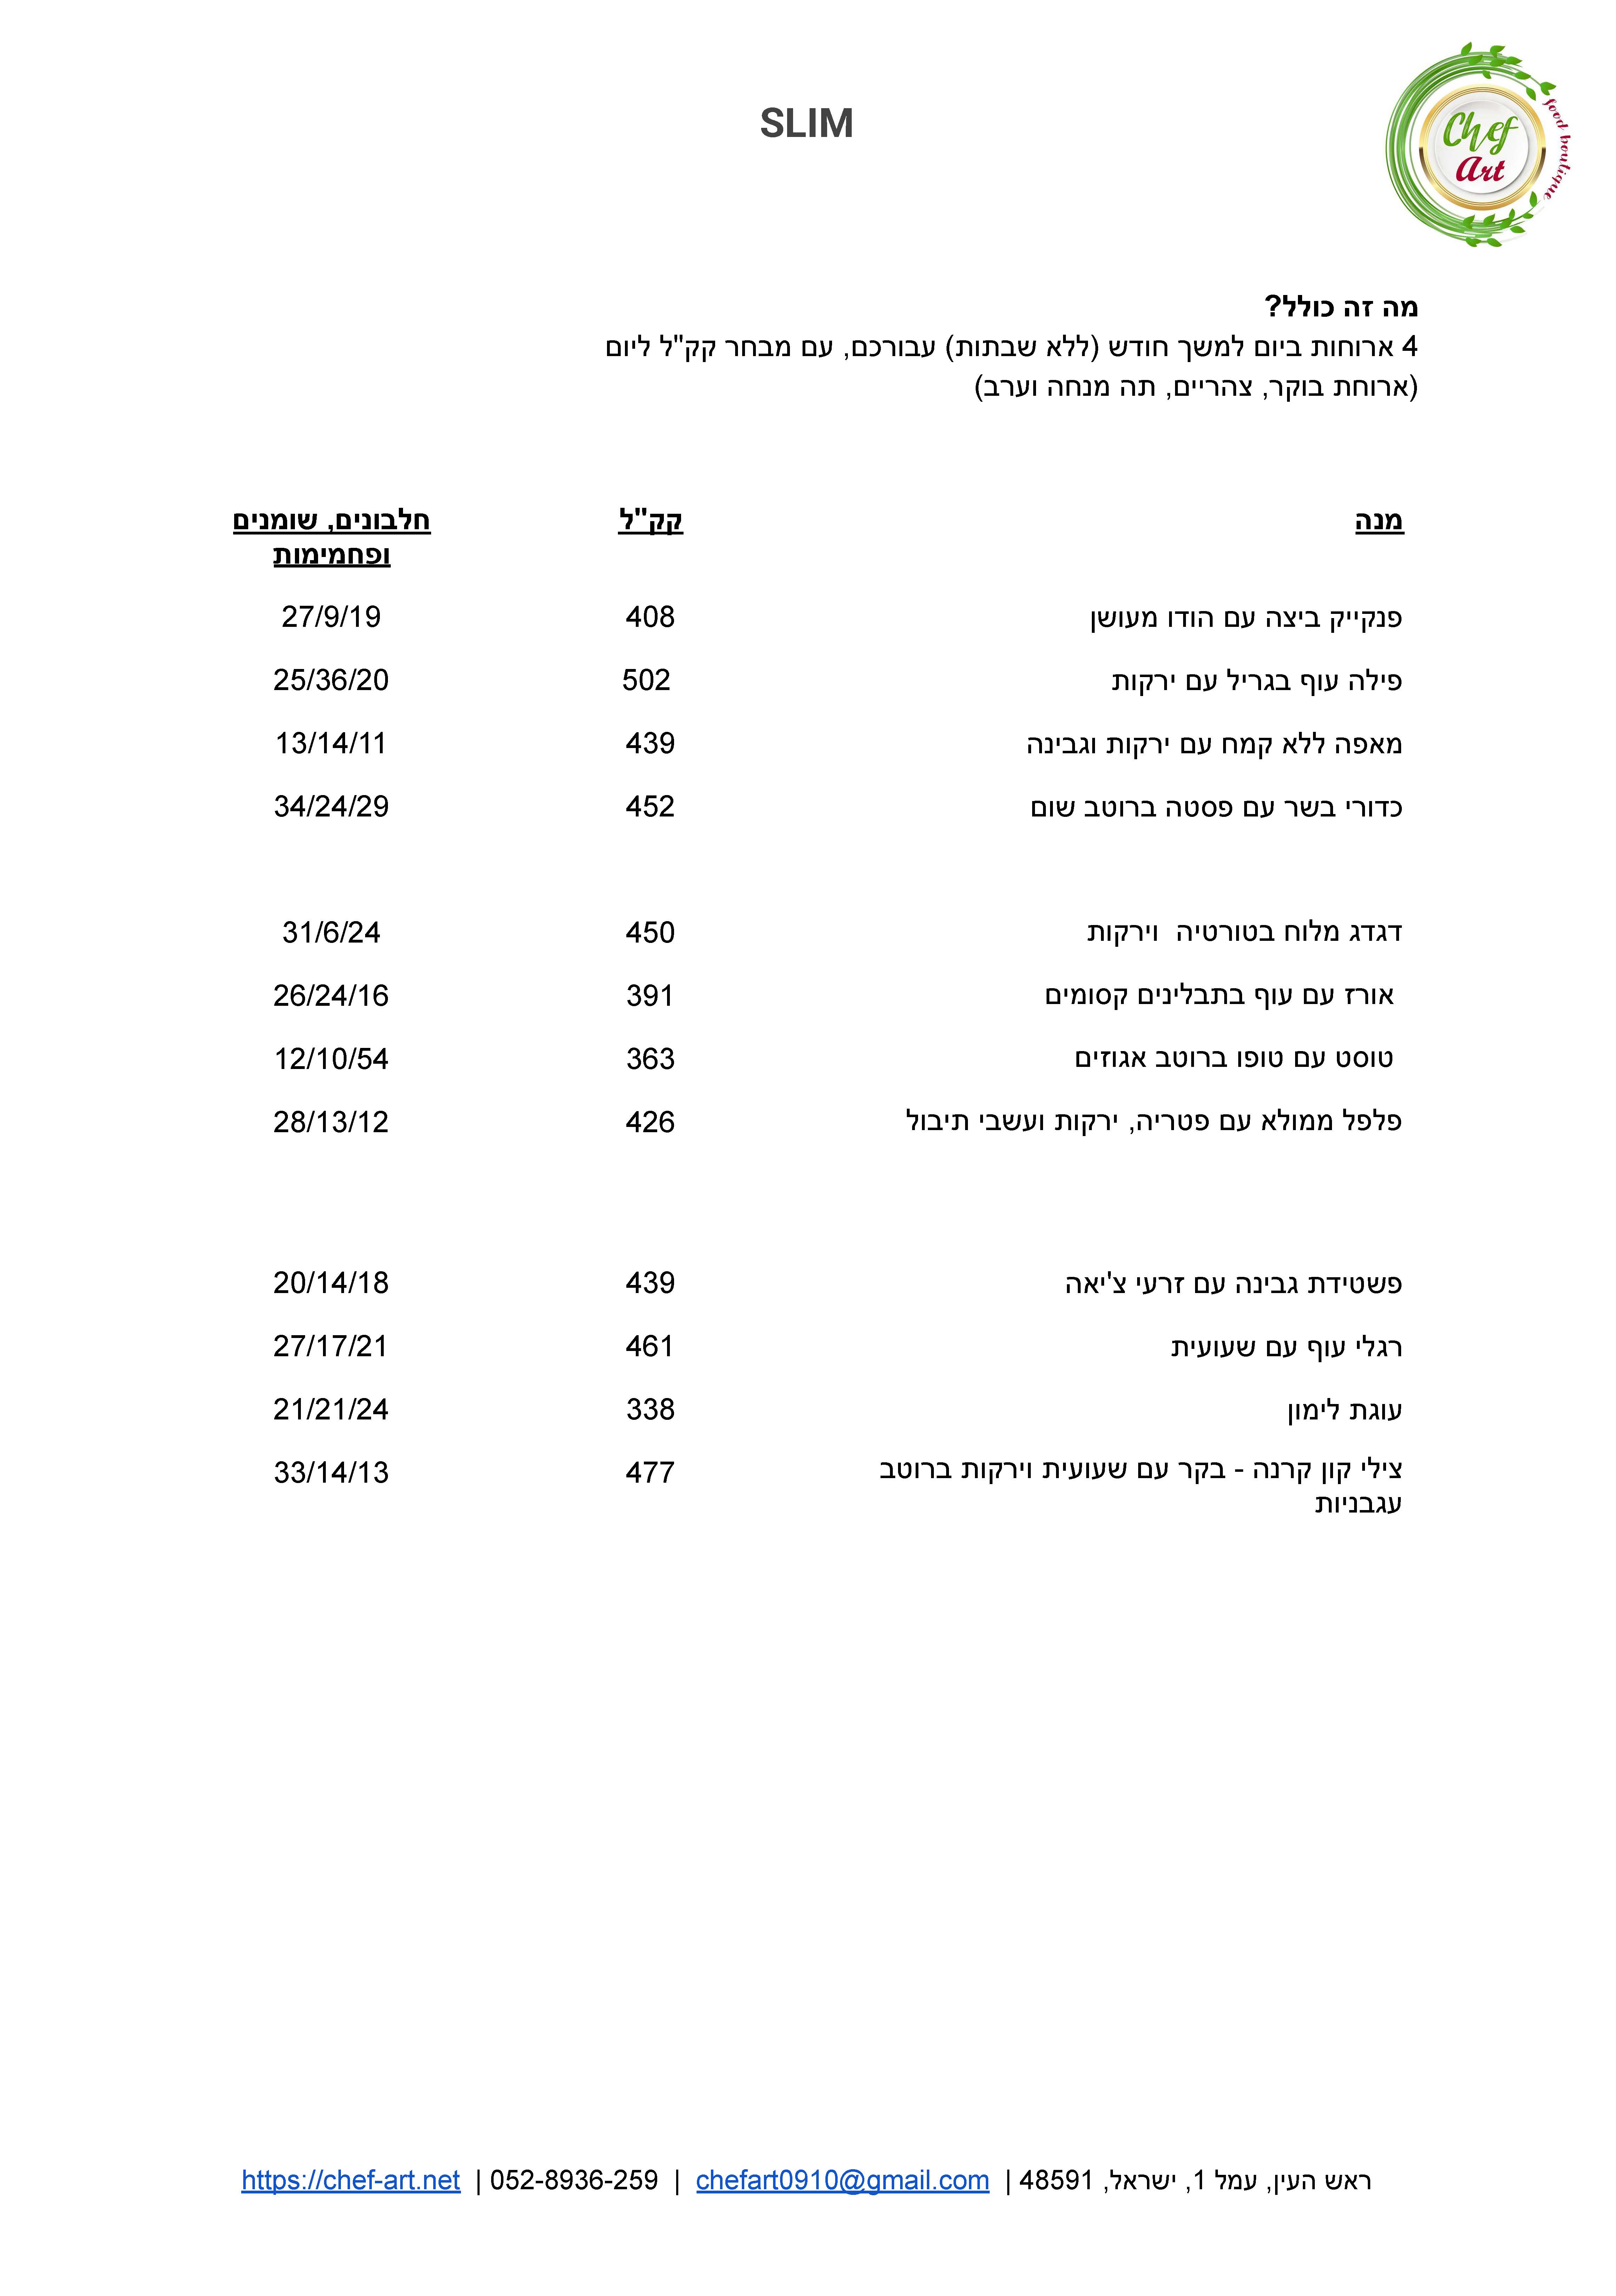 SLIM
Chef
Art
food boutique
מה זה כולל?
4 ארוחות ביום למשך חודש (ללא שבתות) עבורכם, עם מבחר קק"ל ליום
(ארוחת בוקר, צהריים, תה מנחה וערב)
מנה קק"ל חלבונים, שומנים
ופחמימות
פנקייק ביצה עם הודו מעושן 408 27/9/19
פילה עוף בגריל עם ירקות 502 25/36/20
מאפה ללא קמח עם ירקות וגבינה 439 13/14/11
כדורי בשר עם פסטה ברוטב שום 452 34/24/29
דגדג מלוח בטורטיה וירקות 450 31/6/24
אורז עם עוף בתבלינים קסומים 391 26/24/16
טוסט עם טופו ברוטב אגוזים 363 12/10/54
פלפל ממולא עם פטריה, ירקות ועשבי תיבול 426 28/13/12
פשטידת גבינה עם זרעי צ'יאה 439 20/14/18
רגלי עוף עם שעועית 461 27/17/21
עוגת לימון 338 21/21/24
צילי קון קרנה - בקר עם שעועית וירקות ברוטב 477 33/14/13
עגבניות
ראש העין, עמל 1, ישראל, 48591 | chefart0910@gmail.com | 052-8936-259 | https://chef-art.net